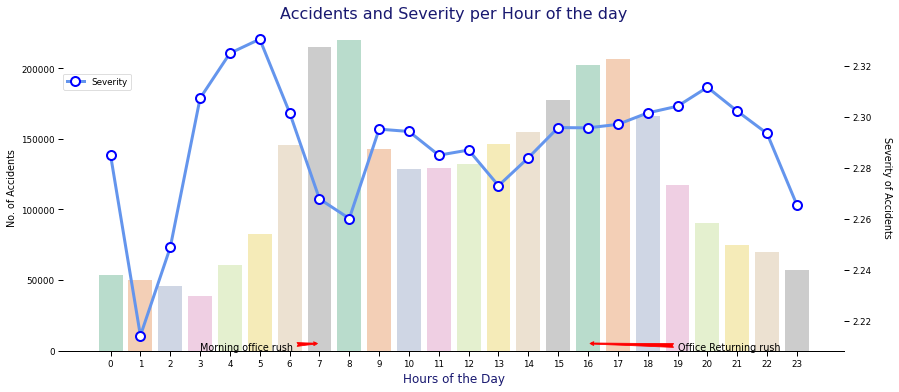 Accidents and Severity per Hour of the day
Severity
No. of Accidents
200000
150000
100000
50000
0
2.32
2.30
2.28
2.26
2.24
2.22
Severity of Accidents
Morning office rush
Office Returning rush
0 1 2 3 4 5 6 7 8 9 10 11 12 13 14 15 16 17 18 19 20 21 22 23
Hours of the Day